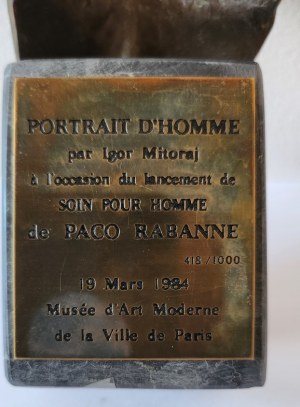 PORTRAIT D'HOMME
par Igor Mitoraj
à l'occasion du lancement de
SOIN POUR HOMME
de PACO RABANNE
418/1000
19 Mars 1984
Musée d'Art Moderne
de la Ville de Paris